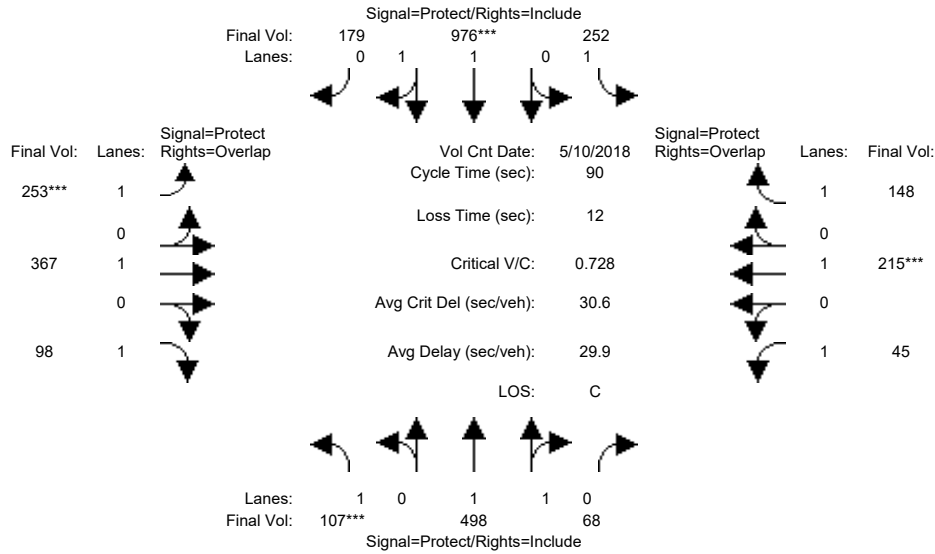 Signal=Protect/Rights=Include
Final Vol: 179 976*** 252
Lanes: 0 1 1 0 1
Signal=Protect Signal=Protect
Final Vol: Lanes: Rights=Overlap Vol Cnt Date: 5/10/2018 Rights=Overlap Lanes: Final Vol:
Cycle Time (sec): 90
253*** 1 1 148
Loss Time (sec): 12
0 0
367 1 Critical V/C: 0.728 1 215***
0 Avg Crit Del (sec/veh): 30.6 0
98 1 Avg Delay (sec/veh): 29.9 1 45
LOS: C
Lanes: 1 0 1 1 0
Final Vol: 107*** 498 68
Signal=Protect/Rights=Include